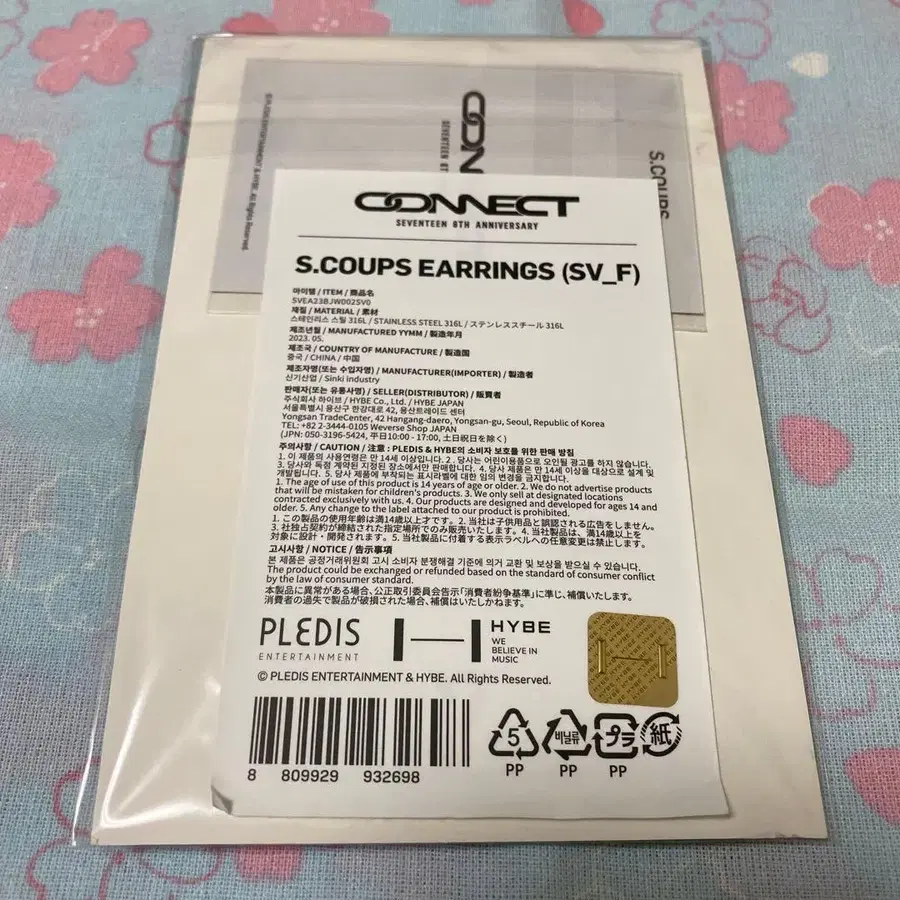 © PLEDIS ENTERTAINMENT & HYBE. All Rights Reserved.
SEVENTEEN 8T
S.COUPS
CONNECT
SEVENTEEN 8TH ANNIVERSARY
S.COUPS EARRINGS (SV_F)
아이템 / ITEM / 商品名
SVEA23BJW002SV0
재질 / MATERIAL / 素材
스테인리스 스틸 316L / STAINLESS STEEL 316L / ステンレススチール 316L
제조년월 / MANUFACTURED YYMM / 製造年月
2023. 05.
제조국 / COUNTRY OF MANUFACTURE / 製造国
중국 / CHINA / 中国
제조자명(또는 수입자명) / MANUFACTURER(IMPORTER) / 製造者
신기산업 / Sinki industry
판매자(또는 유통사명) / SELLER(DISTRIBUTOR) / 販賣者
주식회사 하이브 / HYBE Co., Ltd. / HYBE JAPAN
서울특별시 용산구 한강대로 42, 용산트레이드 센터
Yongsan TradeCenter, 42 Hangang-daero, Yongsan-gu, Seoul, Republic of Korea
TEL: +82 2-3444-0105 Weverse Shop JAPAN
(JPN: 050-3196-5424, 平日10:00 - 17:00, 土日祝日を除く)
주의사항 / CAUTION / 注意 : PLEDIS & HYBE의 소비자 보호를 위한 판매 방침
1. 이 제품의 사용연령은 만 14세 이상입니다. 2 . 당사는 어린이용품으로 오인될 광고를 하지 않습니다.
3. 당사와 독점 계약된 지정된 장소에서만 판매합니다. 4. 당사 제품은 만 14세 이상을 대상으로 설계 및
개발됩니다. 5. 당사 제품에 부착되는 표시라벨에 대한 임의 변경을 금지합니다.
1. The age of use of this product is 14 years of age or older. 2. We do not advertise products
that will be mistaken for children's products. 3. We only sell at designated locations
contracted exclusively with us. 4. Our products are designed and developed for ages 14 and
older. 5. Any change to the label attached to our product is prohibited.
1. この製品の使用年齢は満14歳以上才です。2. 当社は子供用品と誤認される広告をしません。
3. 社独占契約が締結された指定場所でのみ販売いたします。4. 当社製品は、満14歳以上を
対象に設計・開発されます。5. 当社製品に付着する表示ラベルへの任意変更は禁止します。
고시사항 / NOTICE / 告示事項
본 제품은 공정거래위원회 고시 소비자 분쟁해결 기준에 의거 교환 및 보상을 받으실 수 있습니다.
The product could be exchanged or refunded based on the standard of consumer conflict
by the law of consumer standard.
本製品に異常がある場合、公正取引委員会告示「消費者紛争基準」に準じ、補償いたします。
消費者の過失で製品が破損された場合、補償はいたしかねます。
PLEDIS
ENTERTAINMENT
HYBE
WE
BELIEVE IN
MUSIC
© PLEDIS ENTERTAINMENT & HYBE. All Rights Reserved.
8 809929 932698
5
PP
비닐류
PP
プラ
PP
紙